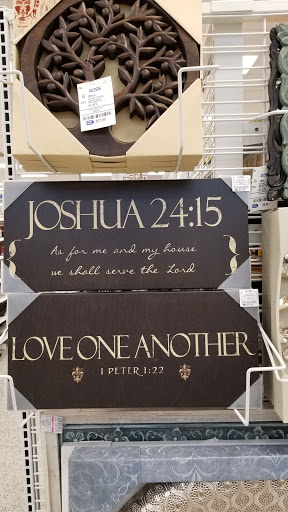 JOSHUA 24:15
As for me and my house
we shall serve the Lord
LOVE ONE ANOTHER
1 PETER 1:22